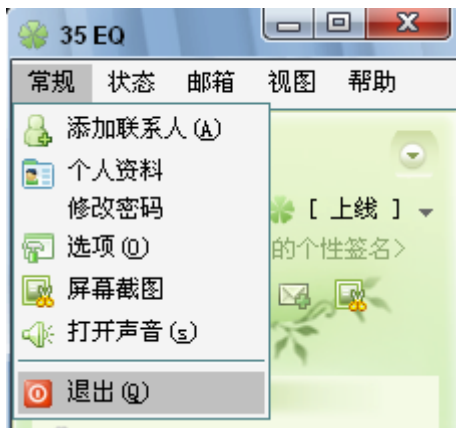 35 EQ
常规 状态 邮箱 视图 帮助
添加联系人(A)
个人资料
修改密码
[ 上线 ]
选项(O)
的个性签名>
屏幕截图
打开声音(s)
退出(Q)